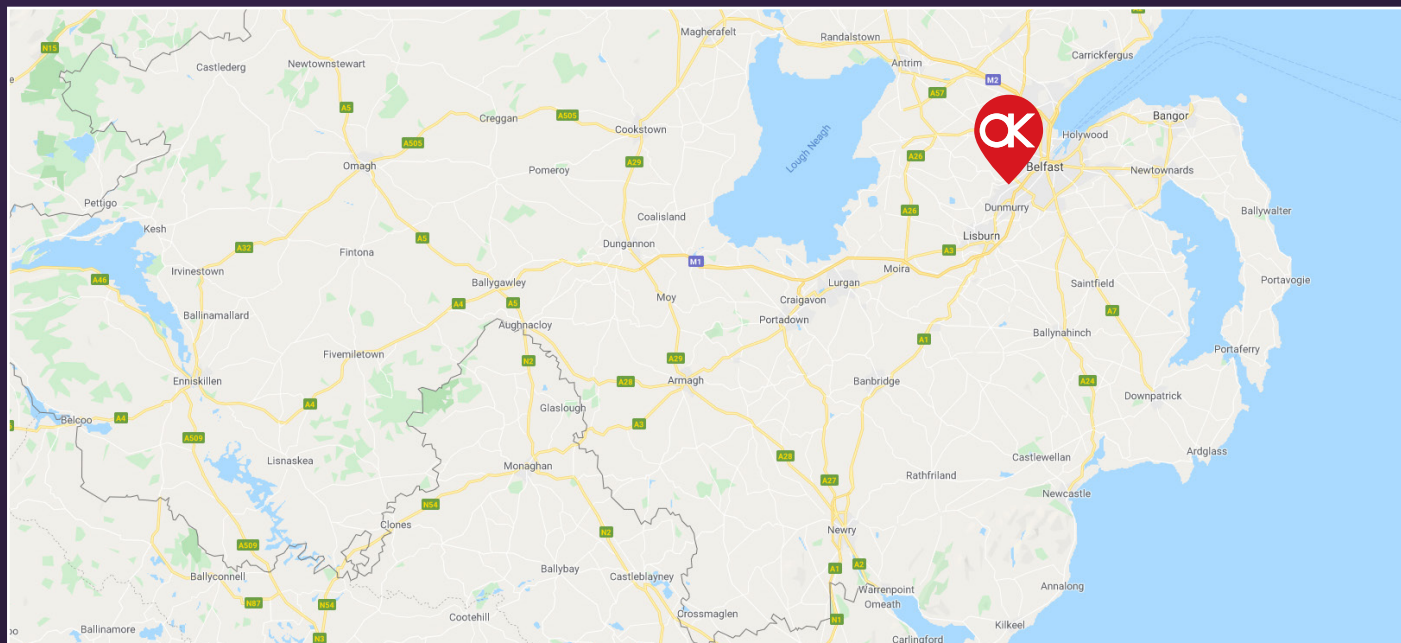 Magherafelt
Randalstown
N15
Castlederg
Newtownstewart
Antrim
Carrickfergus
M2
A57
A5
Creggan
A505
Cookstown
Lough Neagh
OK
Holywood
Bangor
A505
Omagh
A29
A26
Belfast
Newtownards
Pomeroy
Pettigo
Kesh
Coalisland
A26
Dunmurry
Ballywalter
A32
A5
Dungannon
Lisburn
Fintona
M1
A3
Irvinestown
A46
Ballygawley
Moira
Lurgan
Saintfield
Portavogie
A4
A5
Moy
Craigavon
A7
Ballinamallard
Aughnacloy
Portadown
Ballynahinch
A1
Fivemiletown
N2
A29
Portaferry
Enniskillen
A28
Armagh
Banbridge
A24
Downpatrick
A4
A4
Glaslough
Belcoo
A3
A509
Ardglass
Lisnaskea
Monaghan
A28
Castlewellan
A27
Rathfriland
Newcastle
N54
Clones
N2
Newry
A509
A1
A2
Ballyconnell
Ballybay
Castleblayney
Warrenpoint
Omeath
Annalong
N87
N54
Cootehill
Crossmaglen
N1
Ballinamore
N3
Kilkeel
Carlingford